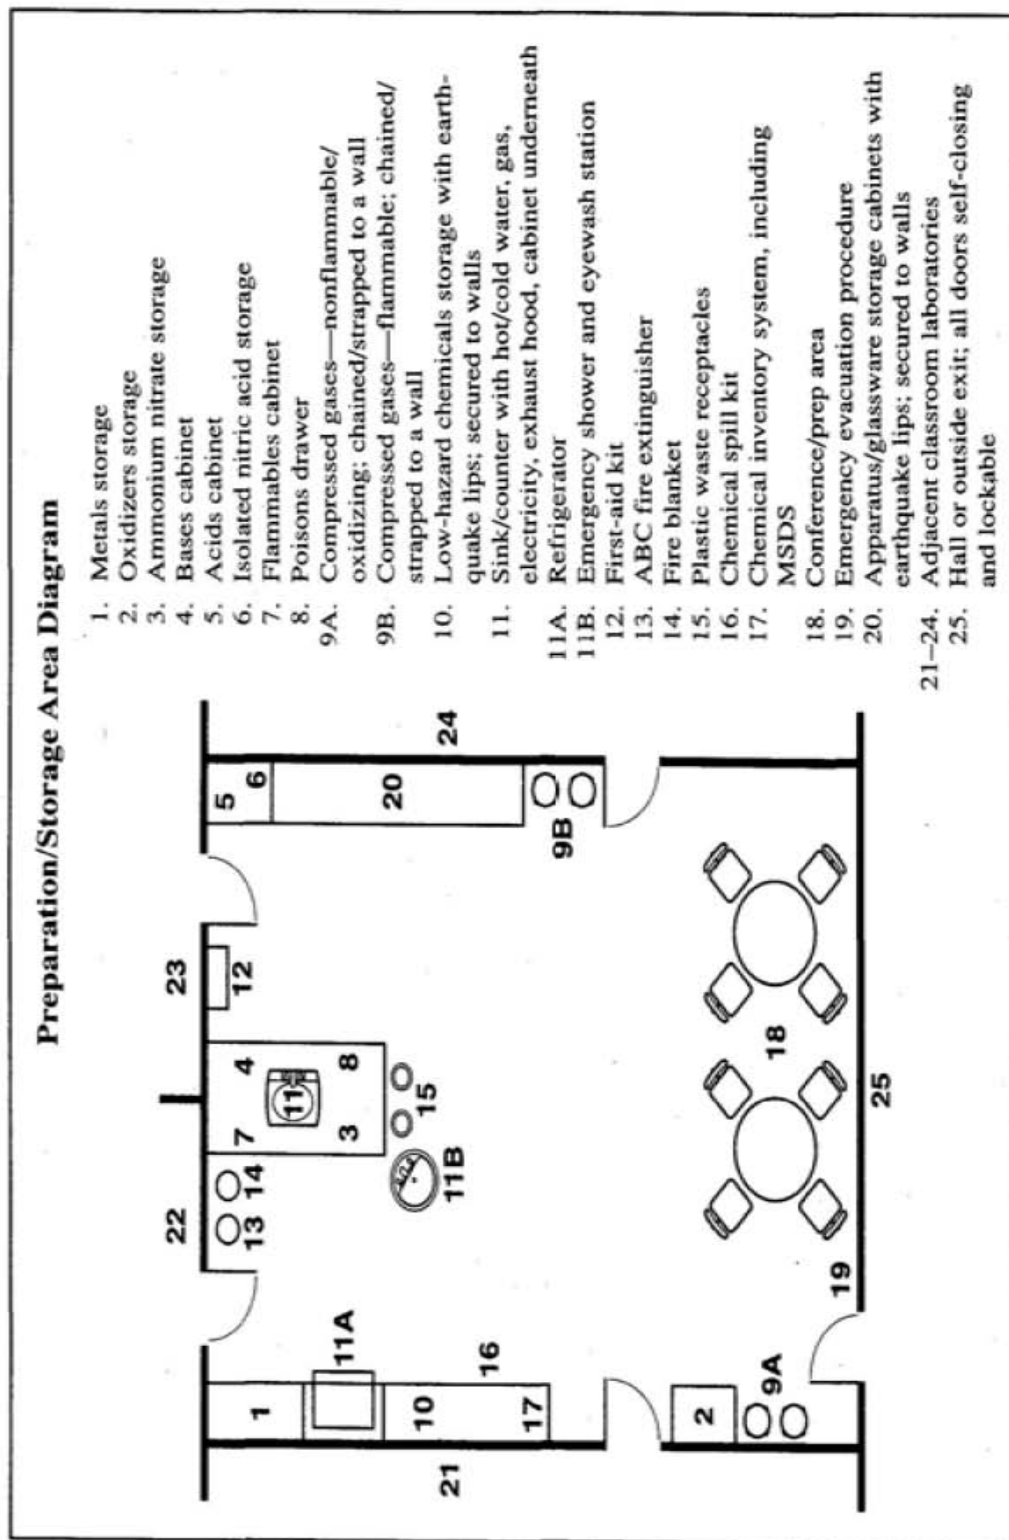 Preparation/Storage Area Diagram
1. Metals storage
2. Oxidizers storage
3. Ammonium nitrate storage
4. Bases cabinet
5. Acids cabinet
6. Isolated nitric acid storage
7. Flammables cabinet
8. Poisons drawer
9A. Compressed gases—nonflammable/
oxidizing; chained/strapped to a wall
9B. Compressed gases—flammable; chained/
strapped to a wall
10. Low-hazard chemicals storage with earth-
quake lips; secured to walls
11. Sink/counter with hot/cold water, gas,
electricity, exhaust hood, cabinet underneath
11A. Refrigerator
11B. Emergency shower and eyewash station
12. First-aid kit
13. ABC fire extinguisher
14. Fire blanket
15. Plastic waste receptacles
16. Chemical spill kit
17. Chemical inventory system, including
MSDS
18. Conference/prep area
19. Emergency evacuation procedure
20. Apparatus/glassware storage cabinets with
earthquake lips; secured to walls
21–24. Adjacent classroom laboratories
25. Hall or outside exit; all doors self-closing
and lockable
22
23
1
11A
13
14
7
4
11
3
8
12
5
6
21
10
16
17
11B
15
20
24
9B
2
9A
19
18
25